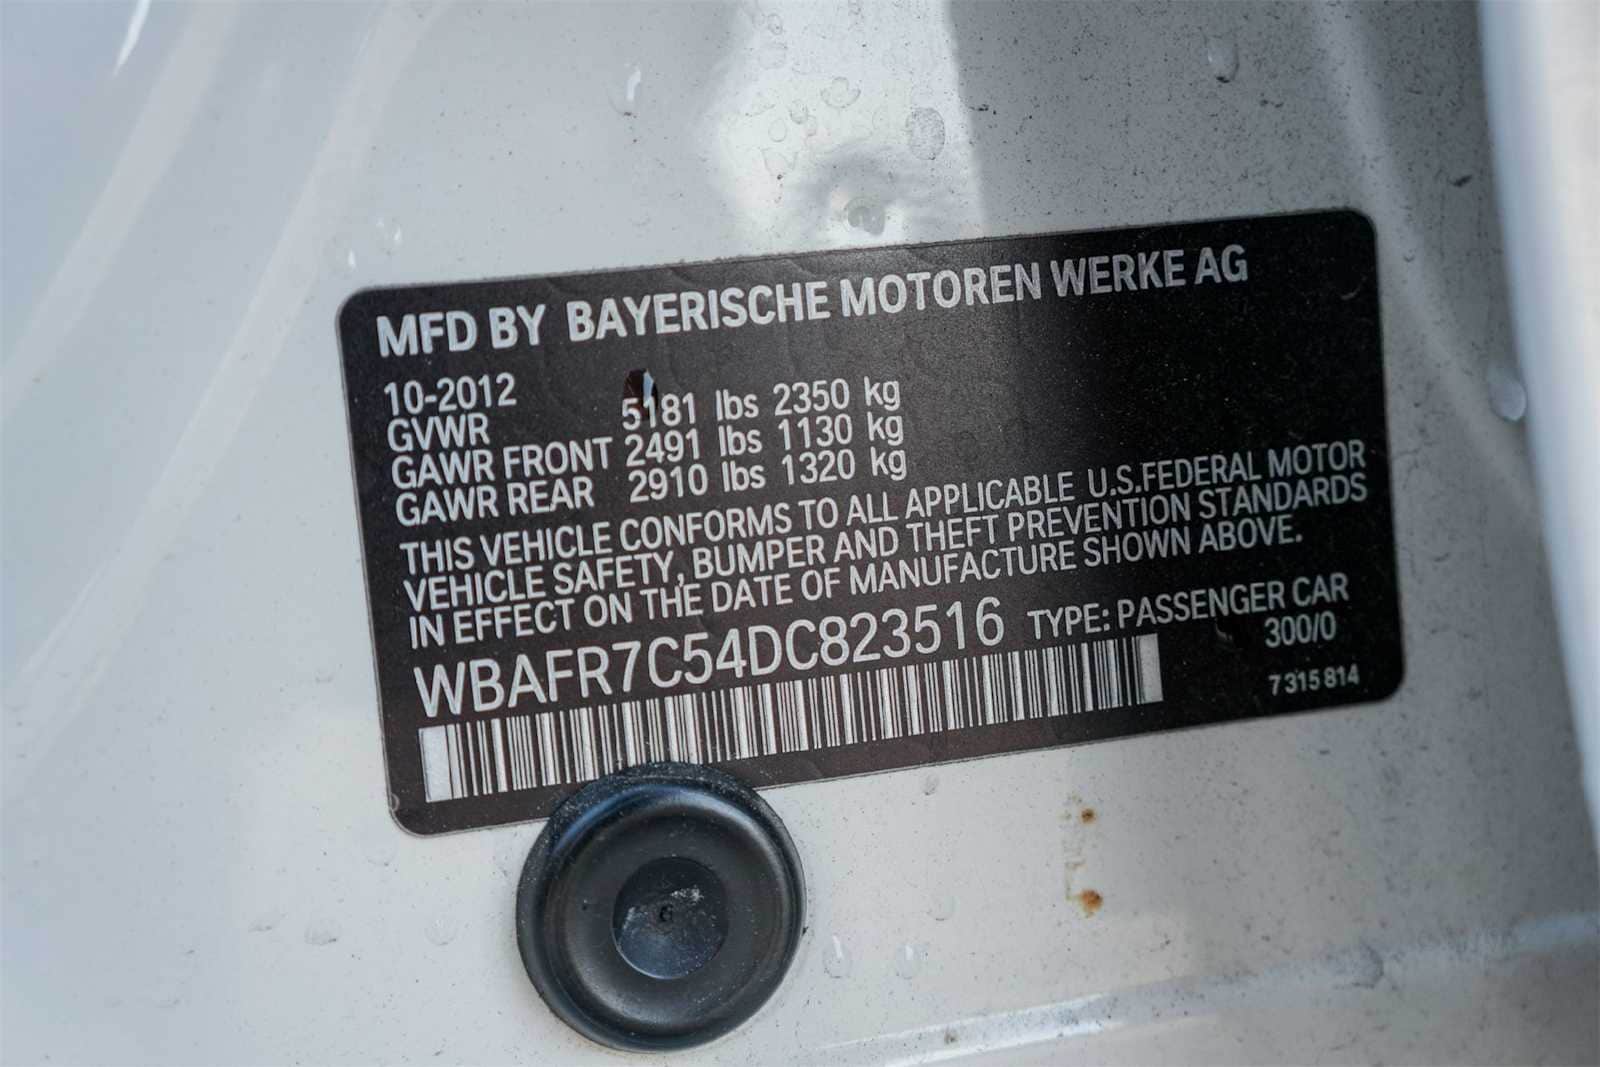 MFD BY BAYERISCHE MOTOREN WERKE AG
10-2012
GVWR 5181 lbs 2350 kg
GAWR FRONT 2491 lbs 1130 kg
GAWR REAR 2910 lbs 1320 kg
THIS VEHICLE CONFORMS TO ALL APPLICABLE U.S.FEDERAL MOTOR
VEHICLE SAFETY, BUMPER AND THEFT PREVENTION STANDARDS
IN EFFECT ON THE DATE OF MANUFACTURE SHOWN ABOVE.
WBAFR7C54DC823516 TYPE: PASSENGER CAR
300/0
7 315 814